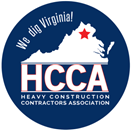 We dig Virginia!
HCCA
HEAVY CONSTRUCTION
CONTRACTORS ASSOCIATION